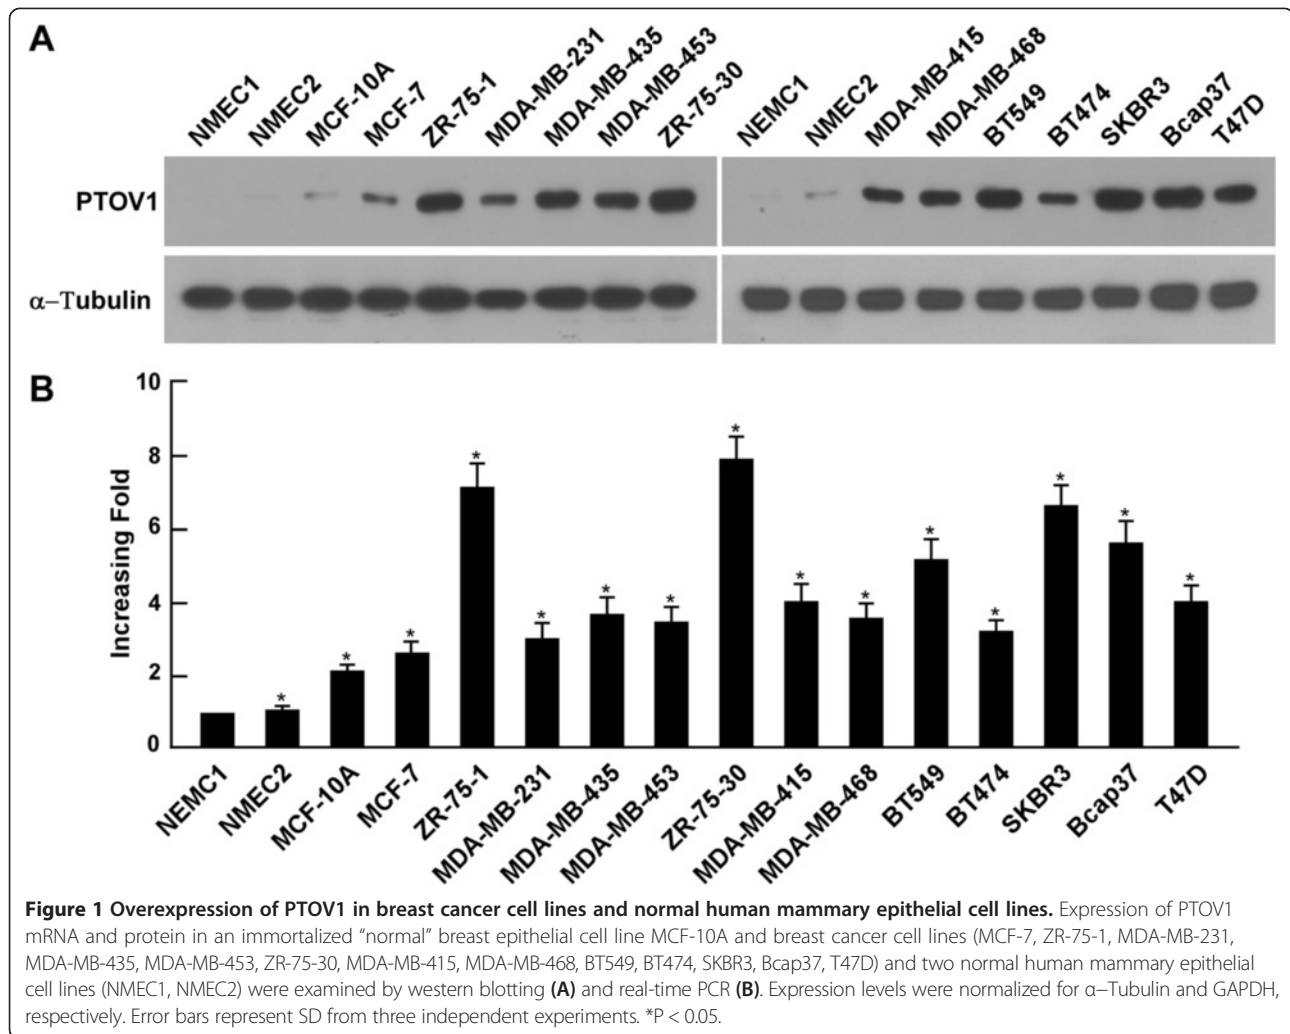 A
NMEC1 NMEC2 MCF-10A MCF-7 ZR-75-1 MDA-MB-231 MDA-MB-435 MDA-MB-453 ZR-75-30 NEMC1 NMEC2 MDA-MB-415 MDA-MB-468 BT549 BT474 SKBR3 Bcap37 T47D
PTOV1
α–Tubulin
B
Increasing Fold
10
8
6
4
2
0
* * * * * * * * * * * * * * *
NEMC1 NMEC2 MCF-10A MCF-7 ZR-75-1 MDA-MB-231 MDA-MB-435 MDA-MB-453 ZR-75-30 MDA-MB-415 MDA-MB-468 BT549 BT474 SKBR3 Bcap37 T47D
Figure 1 Overexpression of PTOV1 in breast cancer cell lines and normal human mammary epithelial cell lines. Expression of PTOV1
mRNA and protein in an immortalized “normal” breast epithelial cell line MCF-10A and breast cancer cell lines (MCF-7, ZR-75-1, MDA-MB-231,
MDA-MB-435, MDA-MB-453, ZR-75-30, MDA-MB-415, MDA-MB-468, BT549, BT474, SKBR3, Bcap37, T47D) and two normal human mammary epithelial
cell lines (NMEC1, NMEC2) were examined by western blotting (A) and real-time PCR (B). Expression levels were normalized for α–Tubulin and GAPDH,
respectively. Error bars represent SD from three independent experiments. *P < 0.05.